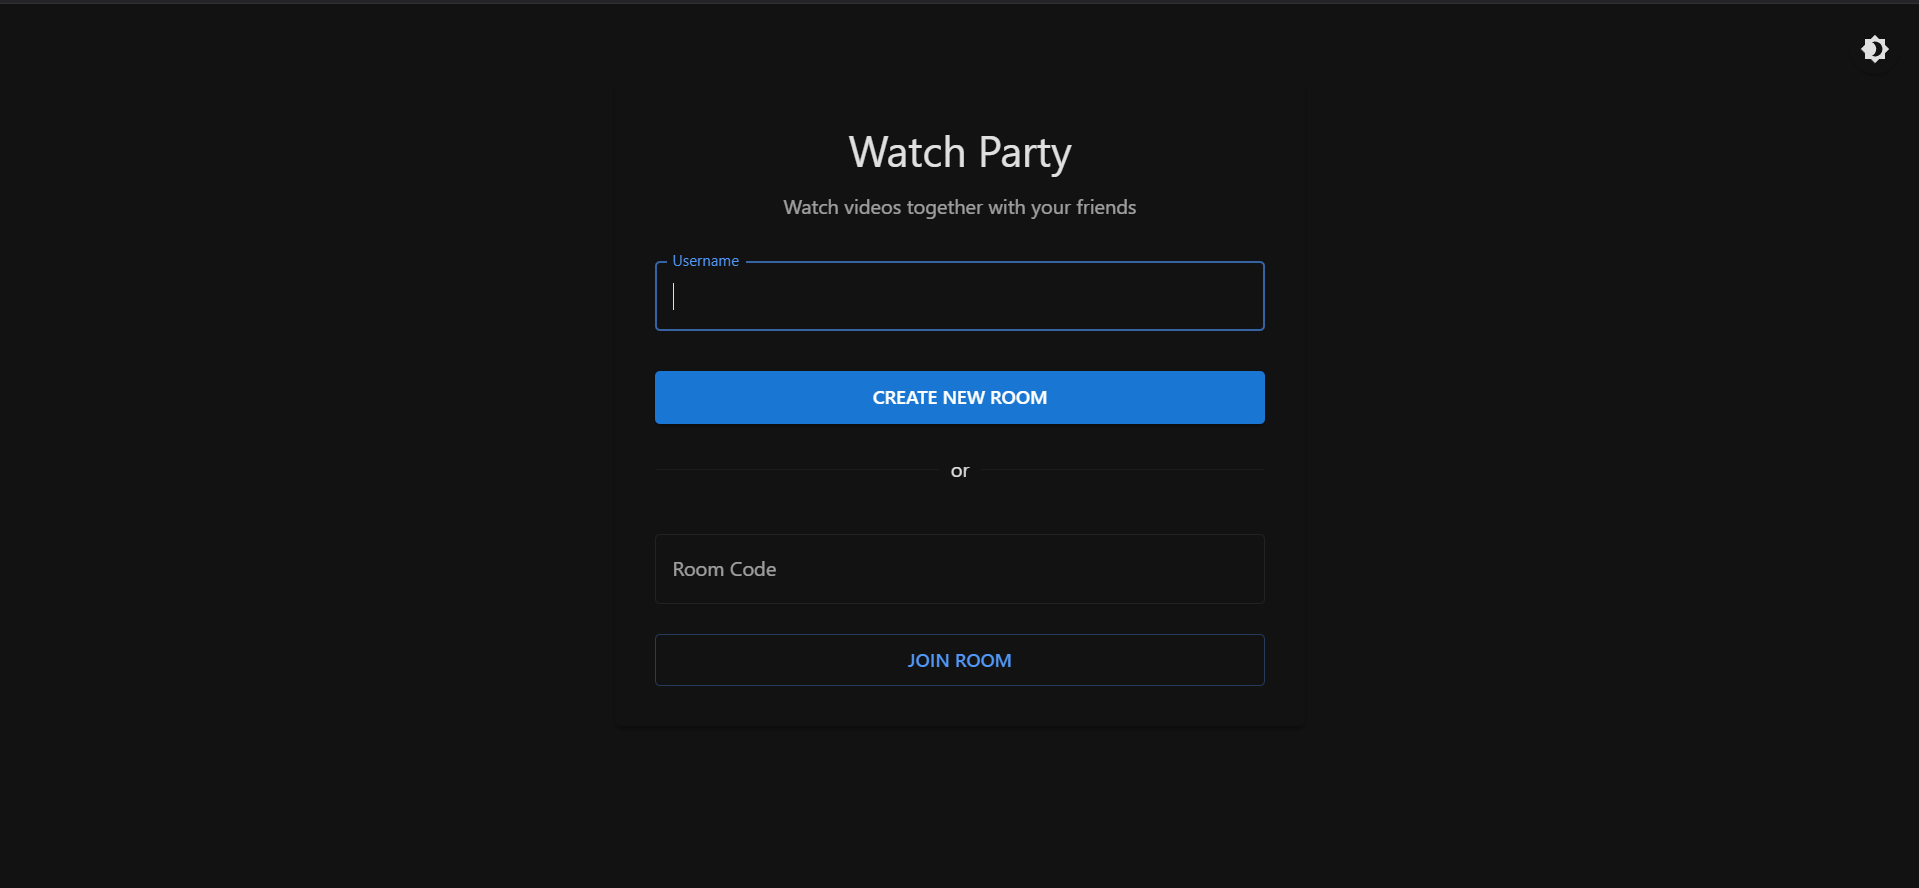 Watch Party
Watch videos together with your friends
Username
CREATE NEW ROOM
or
Room Code
JOIN ROOM